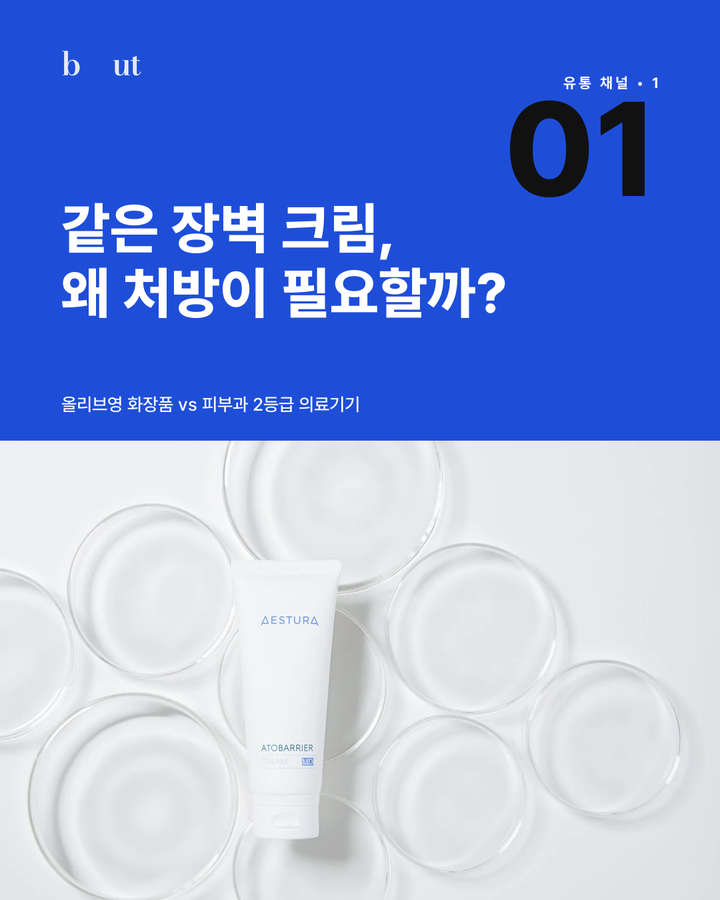 b ut
유통 채널 • 1
01
같은 장벽 크림,
왜 처방이 필요할까?
올리브영 화장품 vs 피부과 2등급 의료기기
AESTURA
ATOBARRIER
CREAM MD